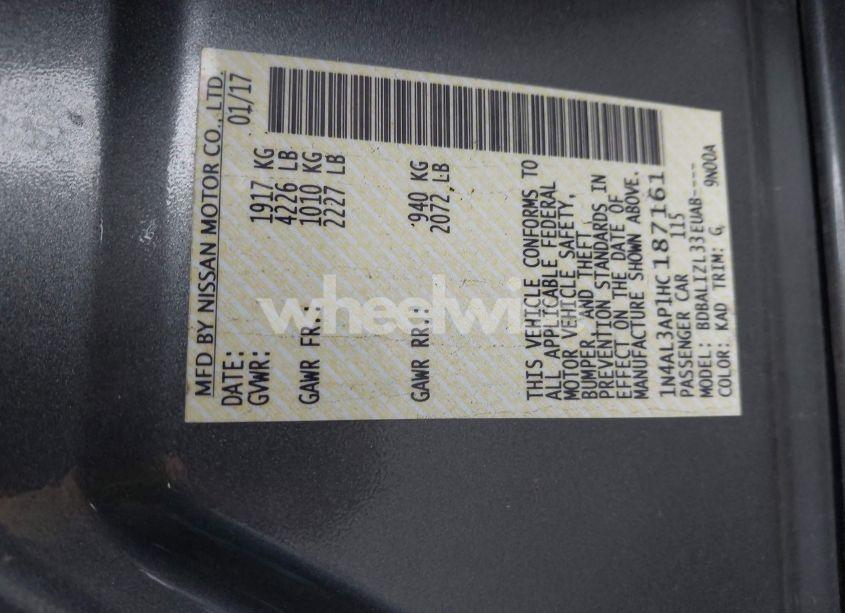 MFD BY NISSAN MOTOR CO., LTD.
DATE: 01/17
GVWR: 1917 KG
4226 LB
GAWR FR.: 1010 KG
2227 LB
GAWR RR.: 940 KG
2072 LB
THIS VEHICLE CONFORMS TO
ALL APPLICABLE FEDERAL
MOTOR VEHICLE SAFETY,
BUMPER AND THEFT
PREVENTION STANDARDS IN
EFFECT ON THE DATE OF
MANUFACTURE SHOWN ABOVE.
1N4AL3AP1HC187161
PASSENGER CAR 115
MODEL: BDBALIZL33EUAB----
COLOR: KAD TRIM: G, 9N00A